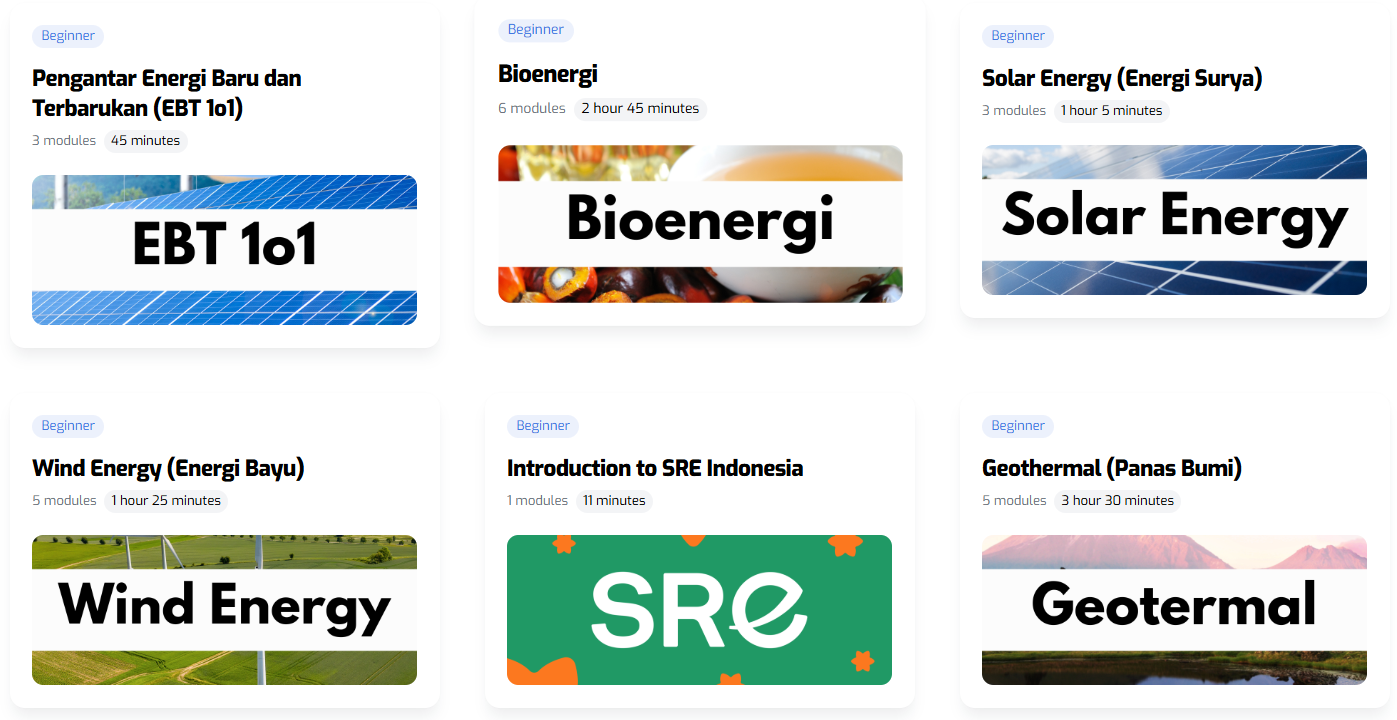 Beginner
Pengantar Energi Baru dan
Terbarukan (EBT 1o1)
3 modules 45 minutes
EBT 1o1
Beginner
Bioenergi
6 modules 2 hour 45 minutes
Bioenergi
Beginner
Solar Energy (Energi Surya)
3 modules 1 hour 5 minutes
Solar Energy
Beginner
Wind Energy (Energi Bayu)
5 modules 1 hour 25 minutes
Wind Energy
Beginner
Introduction to SRE Indonesia
1 modules 11 minutes
SRe
Beginner
Geothermal (Panas Bumi)
5 modules 3 hour 30 minutes
Geotermal